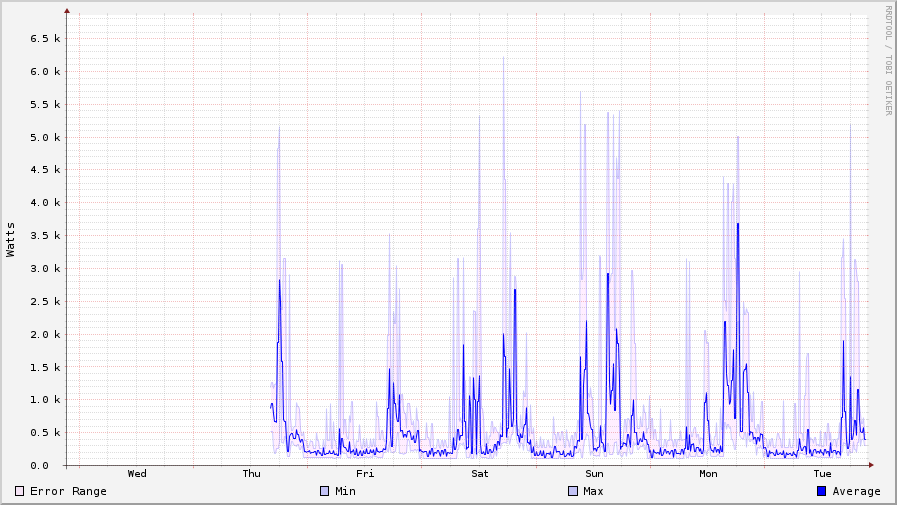 RRDTOOL / TOBI OETIKER
6.5 k
6.0 k
5.5 k
5.0 k
4.5 k
4.0 k
3.5 k
3.0 k
2.5 k
2.0 k
1.5 k
1.0 k
0.5 k
0.0
Watts
Wed Thu Fri Sat Sun Mon Tue
Error Range Min Max Average